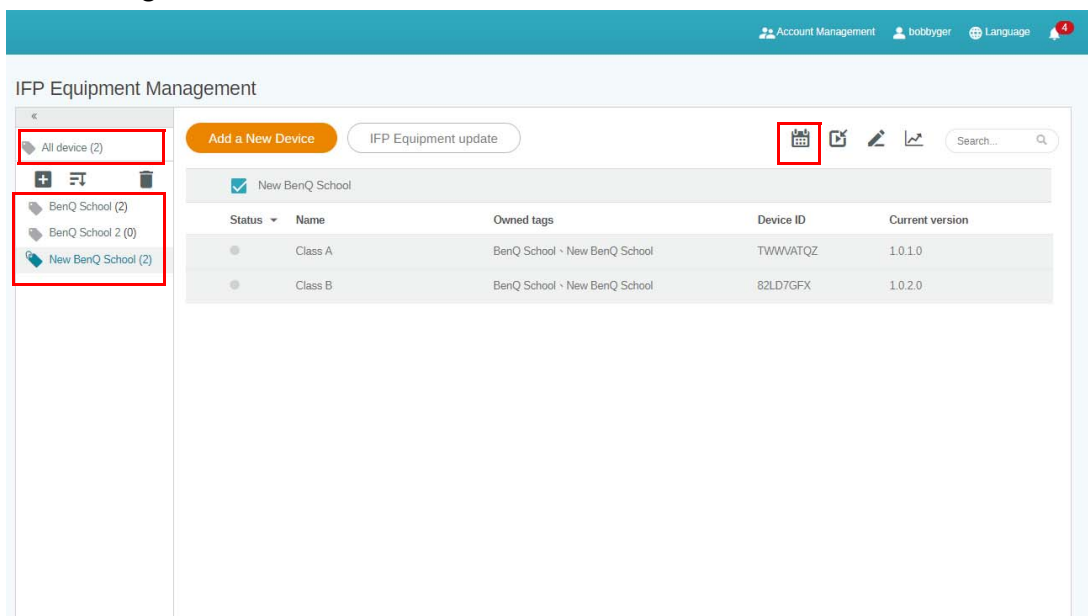 Account Management bobbyger Language 4
IFP Equipment Management
«
All device (2)
Add a New Device IFP Equipment update Search...
BenQ School (2)
BenQ School 2 (0)
New BenQ School (2)
New BenQ School
Status Name Owned tags Device ID Current version
Class A BenQ School、New BenQ School TWWVATQZ 1.0.1.0
Class B BenQ School、New BenQ School 82LD7GFX 1.0.2.0